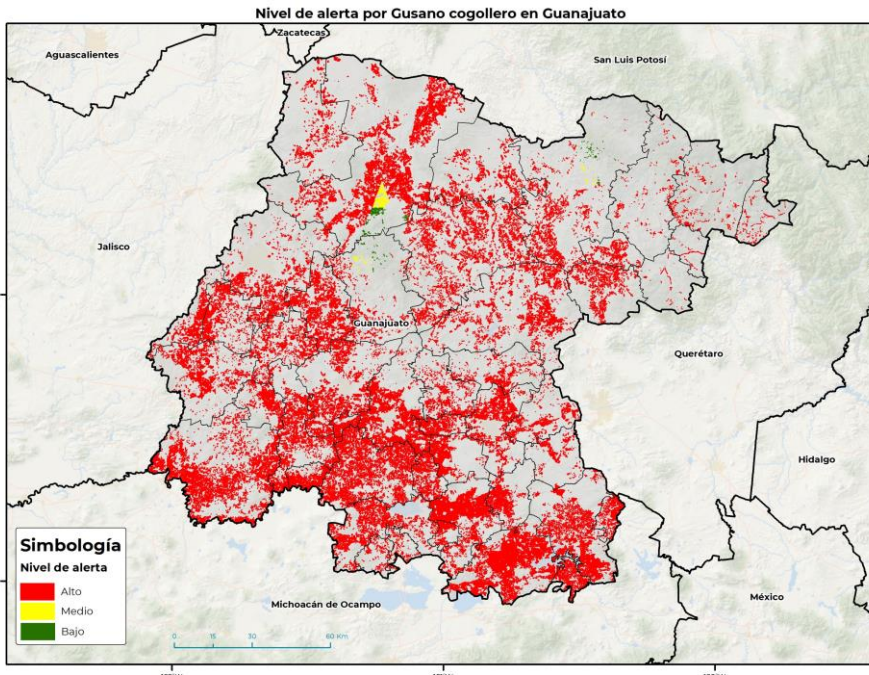 Nivel de alerta por Gusano cogollero en Guanajuato
Zacatecas
Aguascalientes
San Luis Potosí
Jalisco
Guanajuato
Querétaro
Hidalgo
Simbología
Nivel de alerta
Alto
Medio
Bajo
Michoacán de Ocampo
México
0 15 30 60 Km